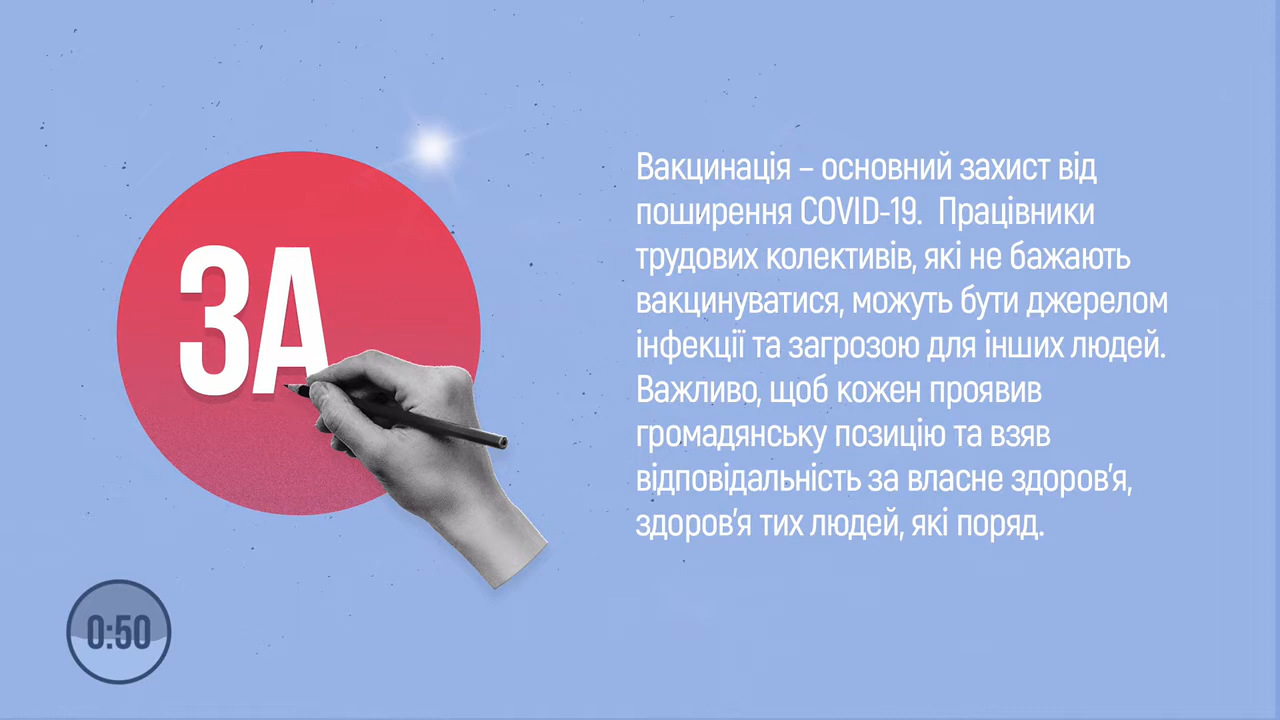 ЗА
Вакцинація – основний захист від
поширення COVID-19. Працівники
трудових колективів, які не бажають
вакцинуватися, можуть бути джерелом
інфекції та загрозою для інших людей.
Важливо, щоб кожен проявив
громадянську позицію та взяв
відповідальність за власне здоров'я,
здоров'я тих людей, які поряд.
0:50